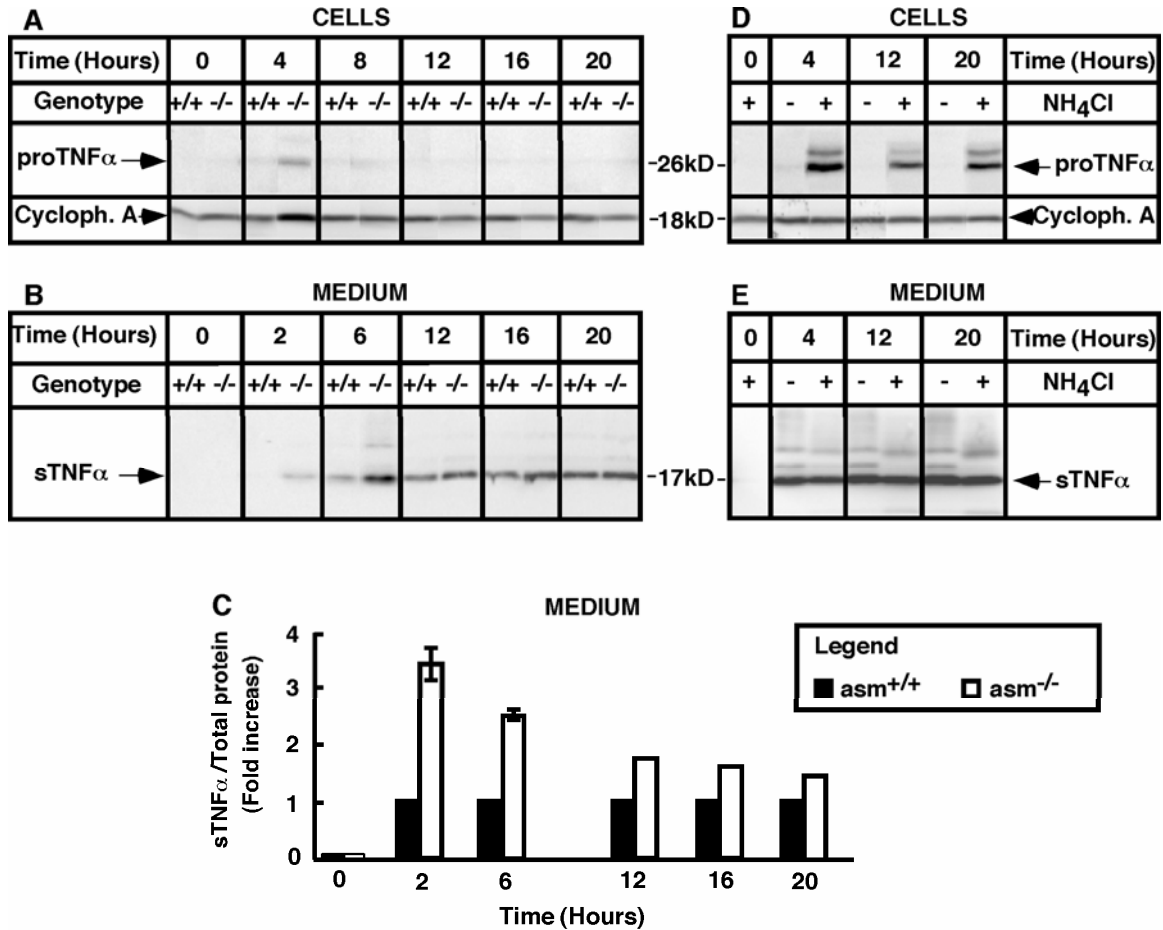 A CELLS
Time (Hours) 0 4 8 12 16 20
Genotype +/+ -/- +/+ -/- +/+ -/- +/+ -/- +/+ -/- +/+ -/-
proTNFα
Cycloph. A
-26kD-
-18kD-
D CELLS
0 4 12 20 Time (Hours)
+ - + - + - + NH4Cl
proTNFα
Cycloph. A
B MEDIUM
Time (Hours) 0 2 6 12 16 20
Genotype +/+ -/- +/+ -/- +/+ -/- +/+ -/- +/+ -/- +/+ -/-
sTNFα
-17kD-
E MEDIUM
0 4 12 20 Time (Hours)
+ - + - + - + NH4Cl
sTNFα
C MEDIUM
sTNFα/Total protein
(Fold increase)
4
3
2
1
0
0 2 6 12 16 20
Time (Hours)
Legend
asm+/+ asm-/-